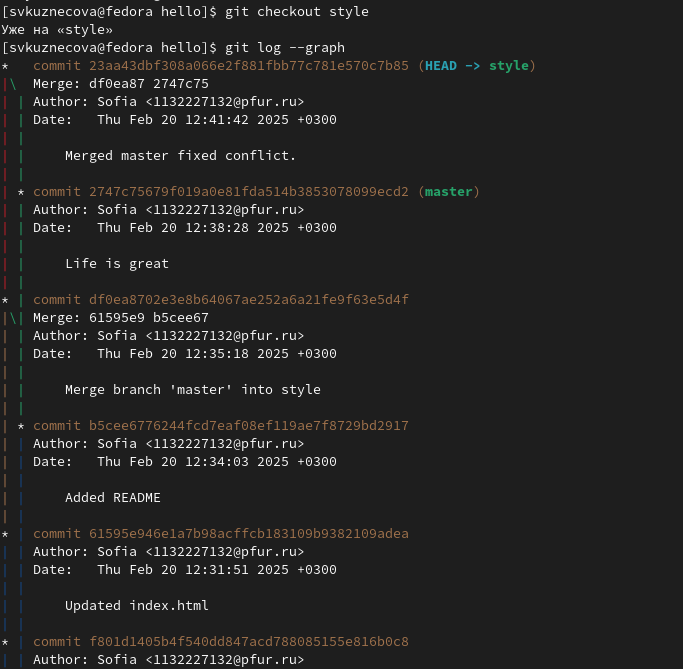 [svkuznecova@fedora hello]$ git checkout style
Уже на «style»
[svkuznecova@fedora hello]$ git log --graph
*   commit 23aa43dbf308a066e2f881fbb77c781e570c7b85 (HEAD -> style)
|\  Merge: df0ea87 2747c75
| | Author: Sofia <1132227132@pfur.ru>
| | Date:   Thu Feb 20 12:41:42 2025 +0300
| |
| |     Merged master fixed conflict.
| |
| * commit 2747c75679f019a0e81fda514b3853078099ecd2 (master)
| | Author: Sofia <1132227132@pfur.ru>
| | Date:   Thu Feb 20 12:38:28 2025 +0300
| |
| |     Life is great
| |
* | commit df0ea8702e3e8b64067ae252a6a21fe9f63e5d4f
|\| Merge: 61595e9 b5cee67
| | Author: Sofia <1132227132@pfur.ru>
| | Date:   Thu Feb 20 12:35:18 2025 +0300
| |
| |     Merge branch 'master' into style
| |
| * commit b5cee6776244fcd7eaf08ef119ae7f8729bd2917
| | Author: Sofia <1132227132@pfur.ru>
| | Date:   Thu Feb 20 12:34:03 2025 +0300
| |
| |     Added README
| |
* | commit 61595e946e1a7b98acffcb183109b9382109adea
| | Author: Sofia <1132227132@pfur.ru>
| | Date:   Thu Feb 20 12:31:51 2025 +0300
| |
| |     Updated index.html
| |
* | commit f801d1405b4f540dd847acd788085155e816b0c8
| | Author: Sofia <1132227132@pfur.ru>